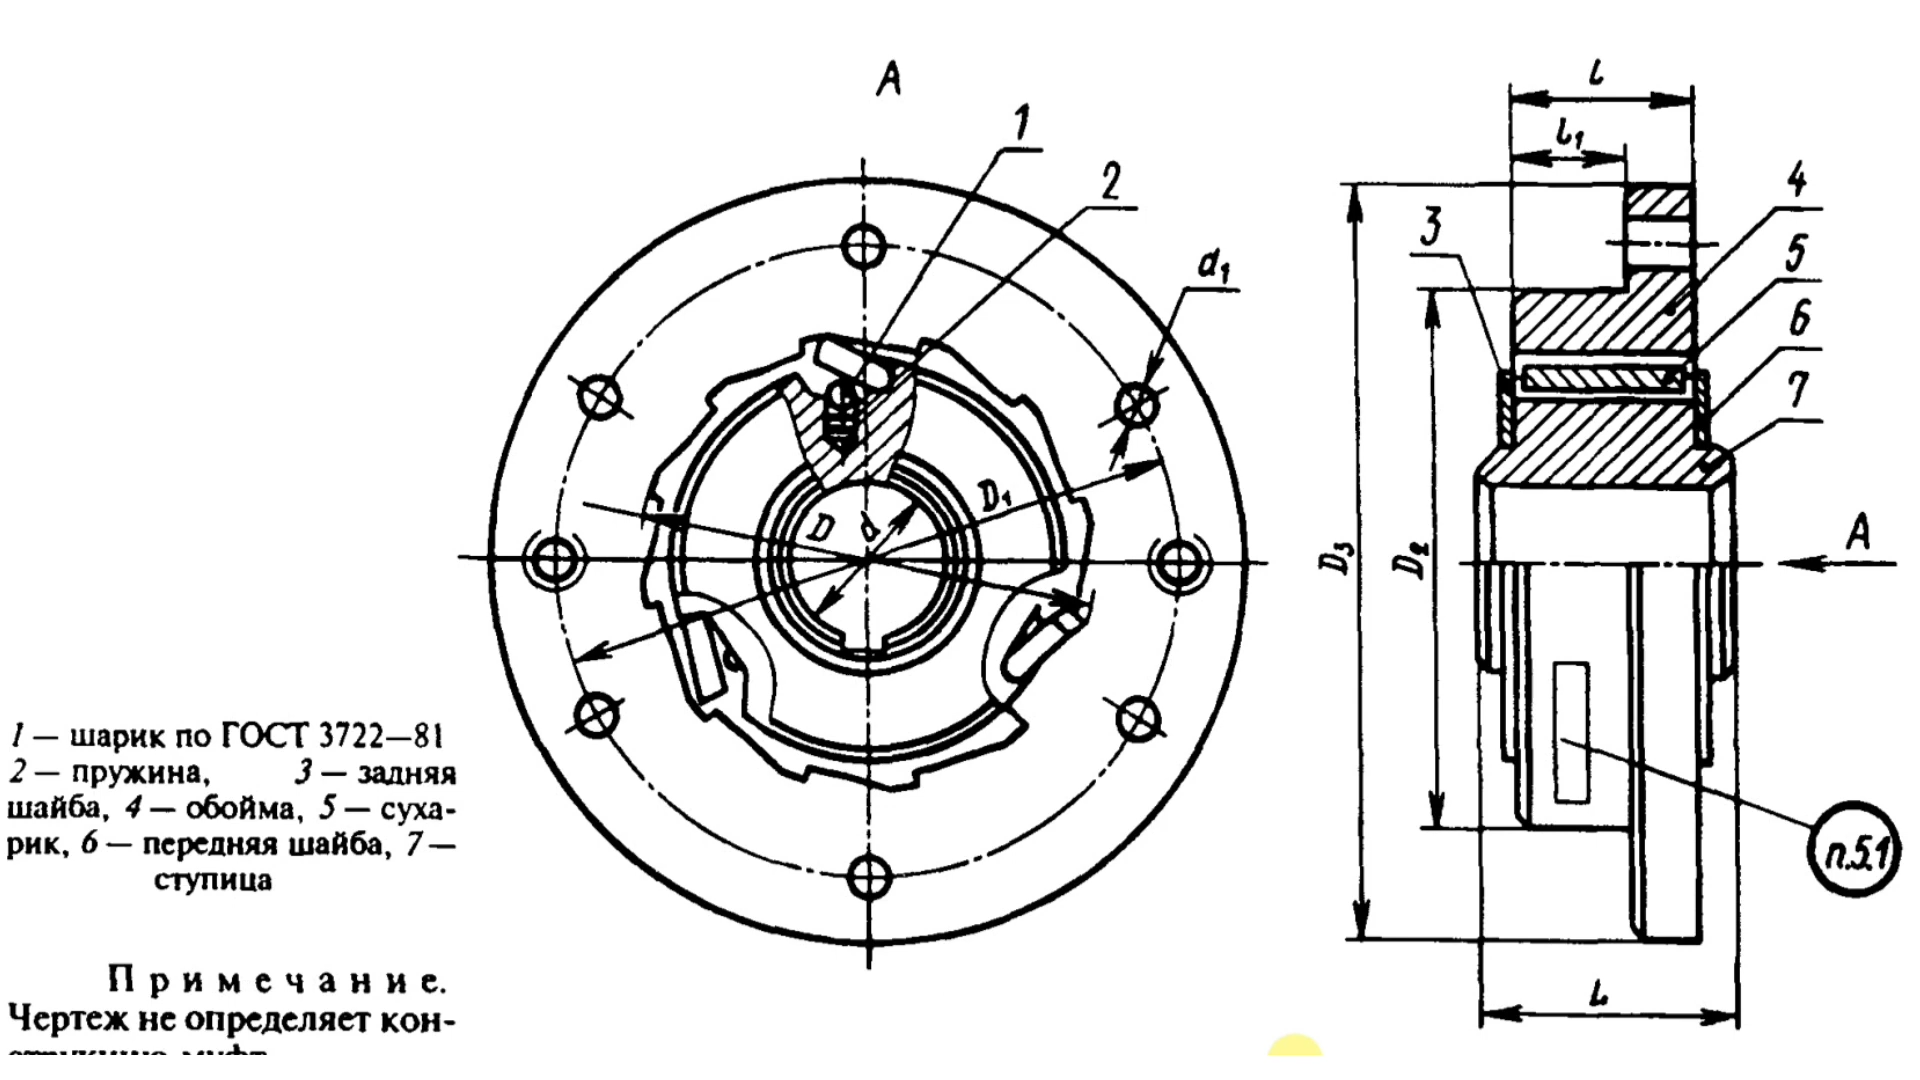 A
1
2
d₁
D
d
D₁
l
l₁
3
4
5
6
7
D₃
D₂
A
п.5.1
L
1 — шарик по ГОСТ 3722—81
2 — пружина, 3 — задняя
шайба, 4 — обойма, 5 — суха-
рик, 6 — передняя шайба, 7 —
ступица
Примечание.
Чертеж не определяет кон-